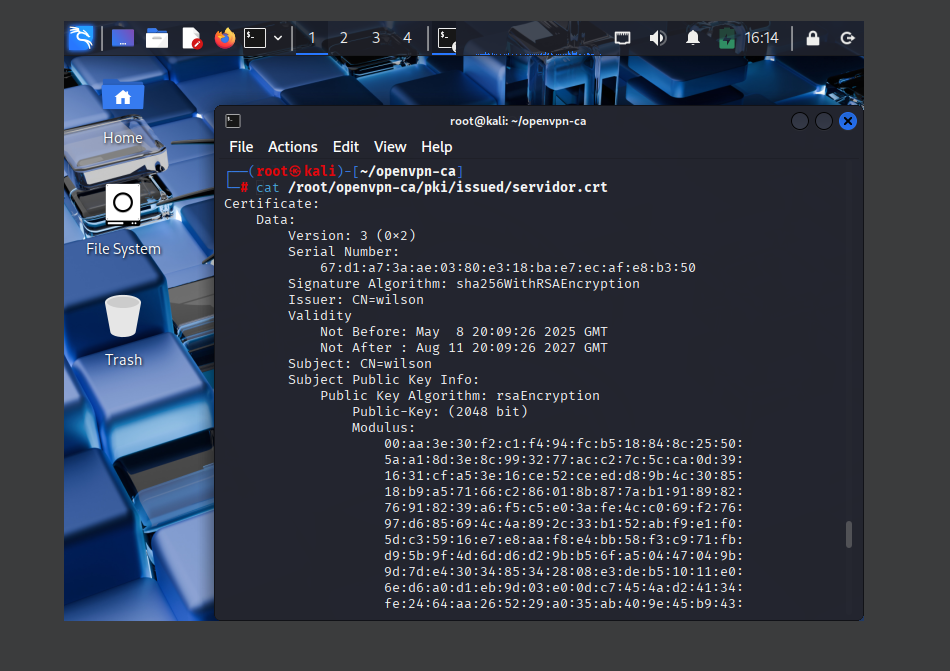 1 2 3 4 16:14
Home
File System
Trash
root@kali: ~/openvpn-ca
File Actions Edit View Help
┌──(root㉿kali)-[~/openvpn-ca]
└─# cat /root/openvpn-ca/pki/issued/servidor.crt
Certificate:
Data:
Version: 3 (0×2)
Serial Number:
67:d1:a7:3a:ae:03:80:e3:18:ba:e7:ec:af:e8:b3:50
Signature Algorithm: sha256WithRSAEncryption
Issuer: CN=wilson
Validity
Not Before: May  8 20:09:26 2025 GMT
Not After : Aug 11 20:09:26 2027 GMT
Subject: CN=wilson
Subject Public Key Info:
Public Key Algorithm: rsaEncryption
Public-Key: (2048 bit)
Modulus:
00:aa:3e:30:f2:c1:f4:94:fc:b5:18:84:8c:25:50:
5a:a1:8d:3e:8c:99:32:77:ac:c2:7c:5c:ca:0d:39:
16:31:cf:a5:3e:16:ce:52:ce:ed:d8:9b:4c:30:85:
18:b9:a5:71:66:c2:86:01:8b:87:7a:b1:91:89:82:
76:91:82:39:a6:f5:c5:e0:3a:fe:4c:c0:69:f2:76:
97:d6:85:69:4c:4a:89:2c:33:b1:52:ab:f9:e1:f0:
5d:c3:59:16:e7:e8:aa:f8:e4:bb:58:f3:c9:71:fb:
d9:5b:9f:4d:6d:d6:d2:9b:b5:6f:a5:04:47:04:9b:
9d:7d:e4:30:34:85:34:28:08:e3:de:b5:10:11:e0:
6e:d6:a0:d1:eb:9d:03:e0:0d:c7:45:4a:d2:41:34:
fe:24:64:aa:26:52:29:a0:35:ab:40:9e:45:b9:43: